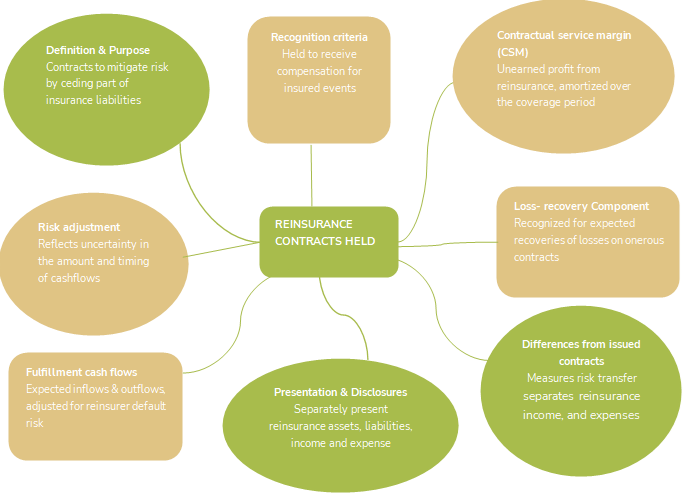 Definition & Purpose
Contracts to mitigate risk
by ceding part of
insurance liabilities
Recognition criteria
Held to receive
compensation for
insured events
Contractual service margin
(CSM)
Unearned profit from
reinsurance, amortized over
the coverage period
Risk adjustment
Reflects uncertainty in
the amount and timing
of cashflows
REINSURANCE
CONTRACTS HELD
Loss- recovery Component
Recognized for expected
recoveries of losses on onerous
contracts
Fulfillment cash flows
Expected inflows & outflows,
adjusted for reinsurer default
risk
Presentation & Disclosures
Separately present
reinsurance assets, liabilities,
income and expense
Differences from issued
contracts
Measures risk transfer
separates reinsurance
income, and expenses